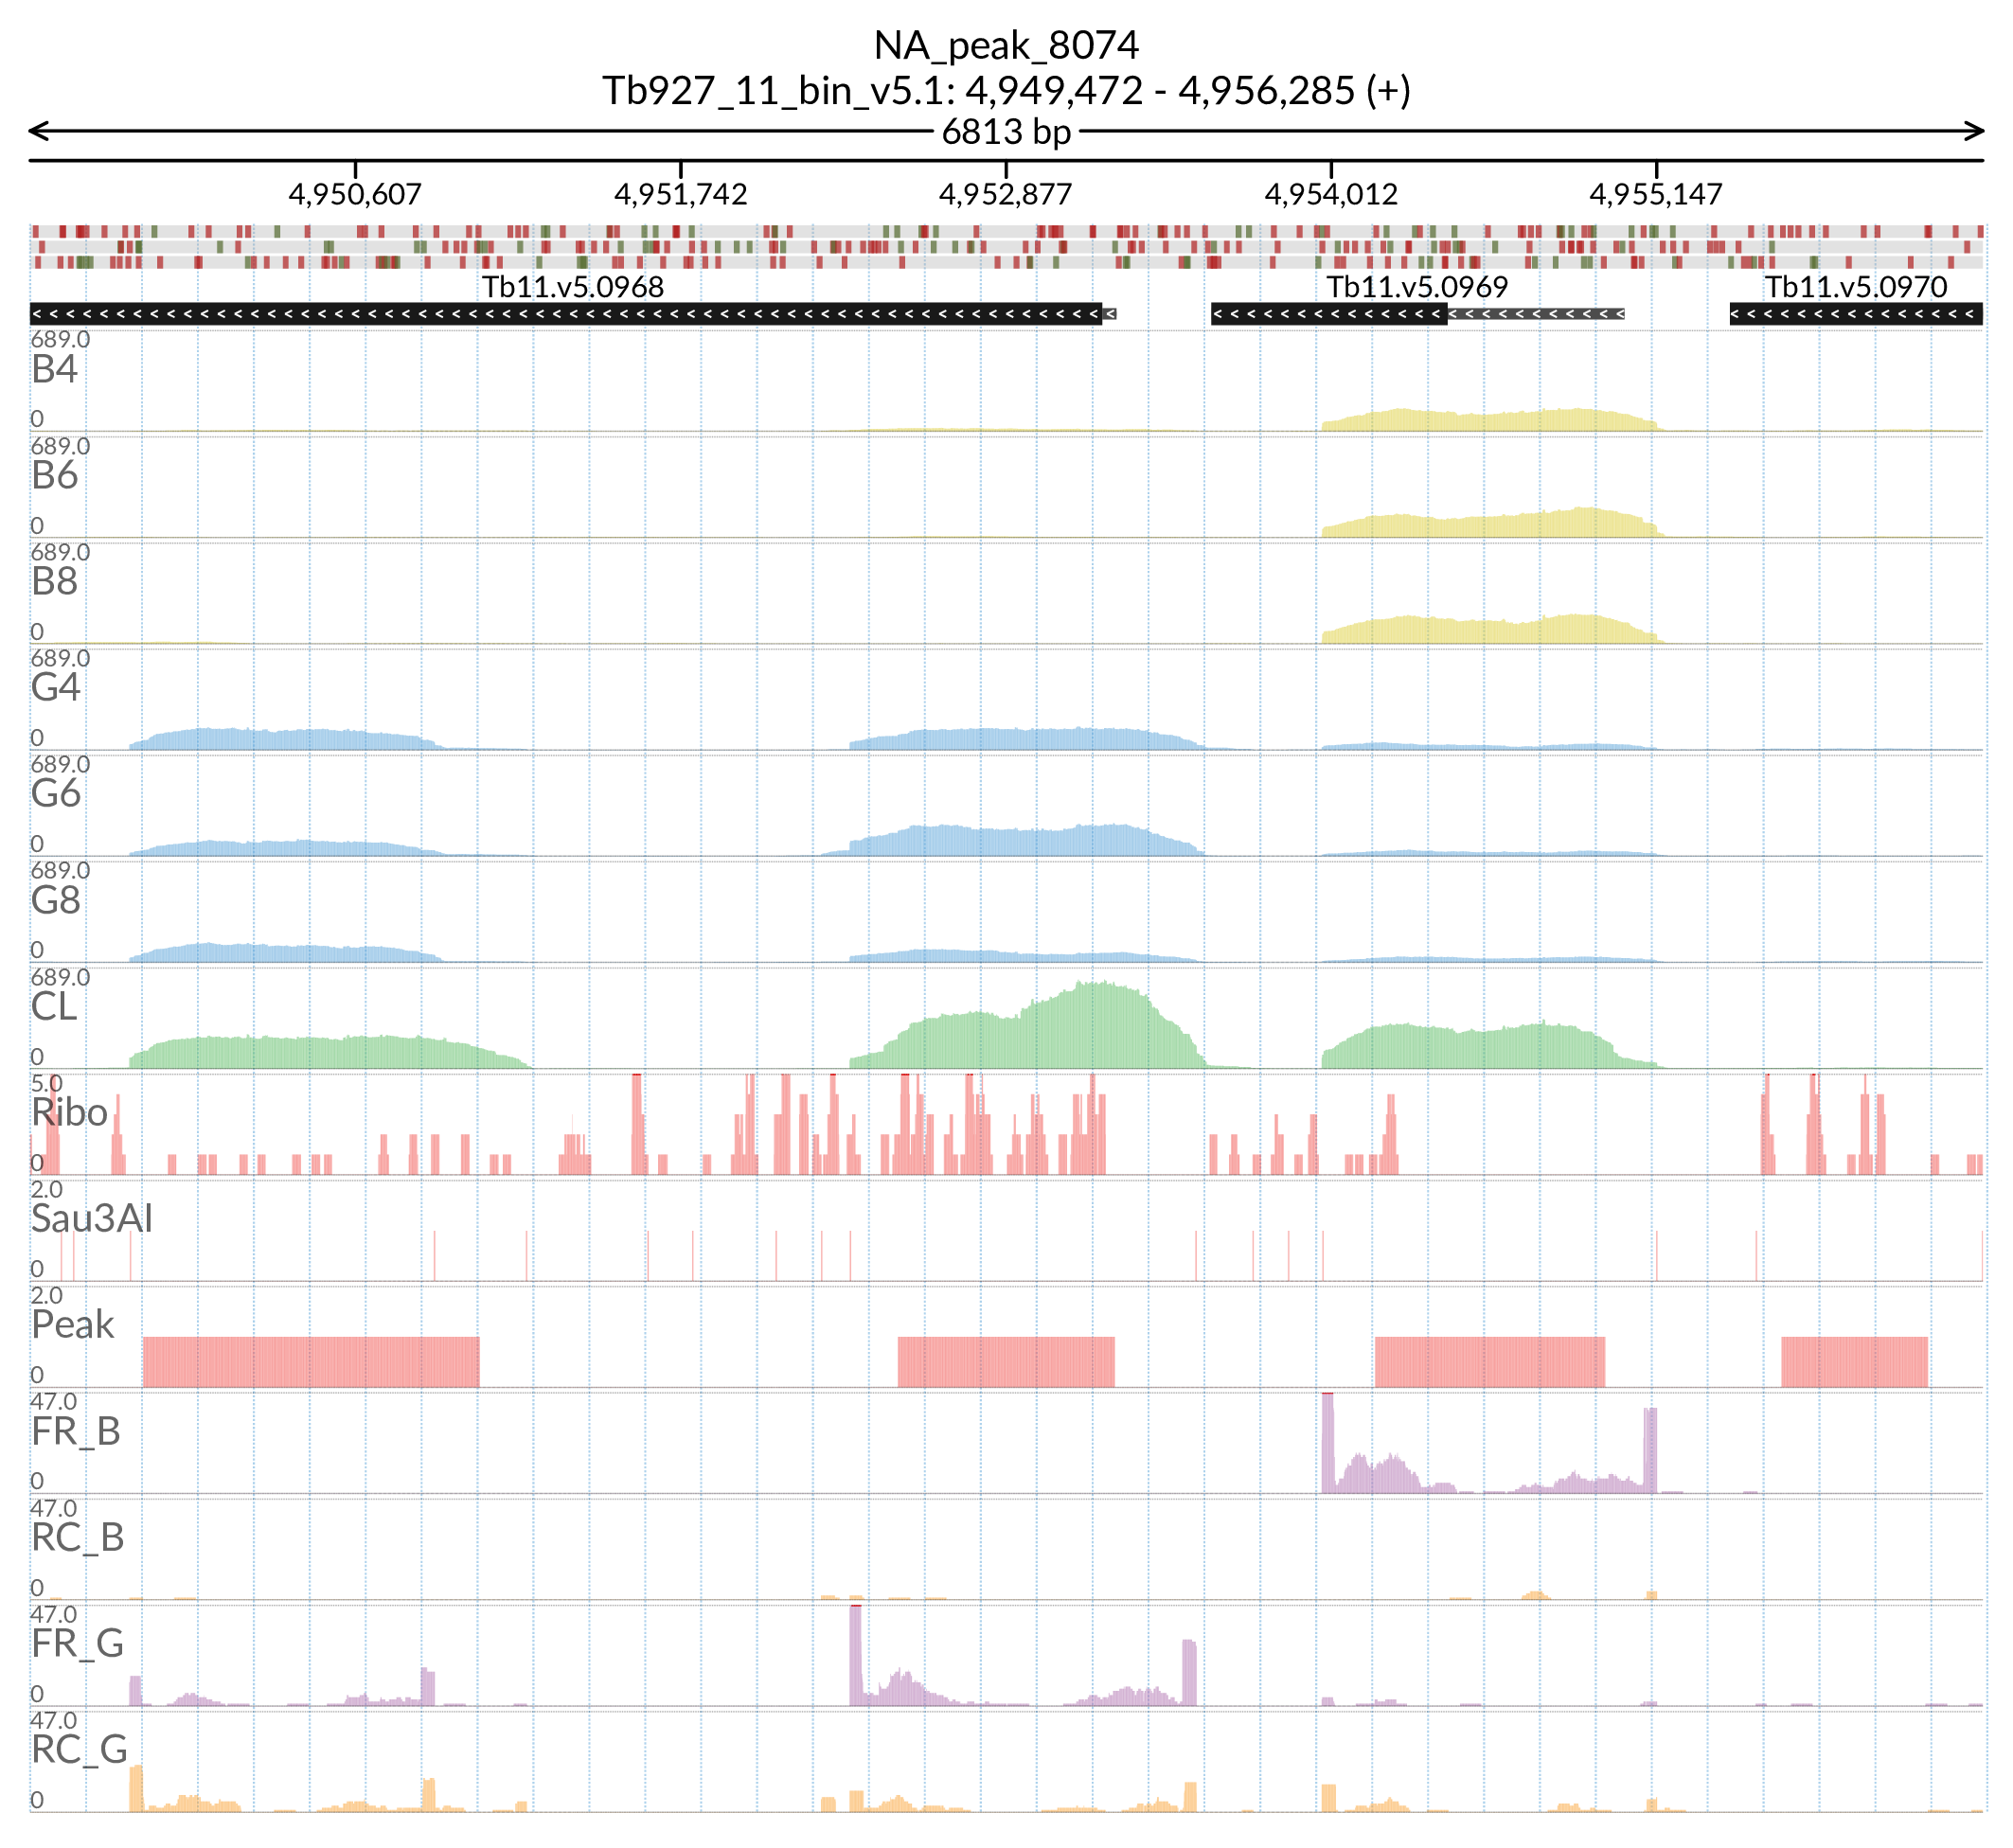 NA_peak_8074
Tb927_11_bin_v5.1: 4,949,472 - 4,956,285 (+)
6813 bp
4,950,607 4,951,742 4,952,877 4,954,012 4,955,147
Tb11.v5.0968 Tb11.v5.0969 Tb11.v5.0970
689.0
B4
0
689.0
B6
0
689.0
B8
0
689.0
G4
0
689.0
G6
0
689.0
G8
0
689.0
CL
0
5.0
Ribo
0
2.0
Sau3AI
0
2.0
Peak
0
47.0
FR_B
0
47.0
RC_B
0
47.0
FR_G
0
47.0
RC_G
0